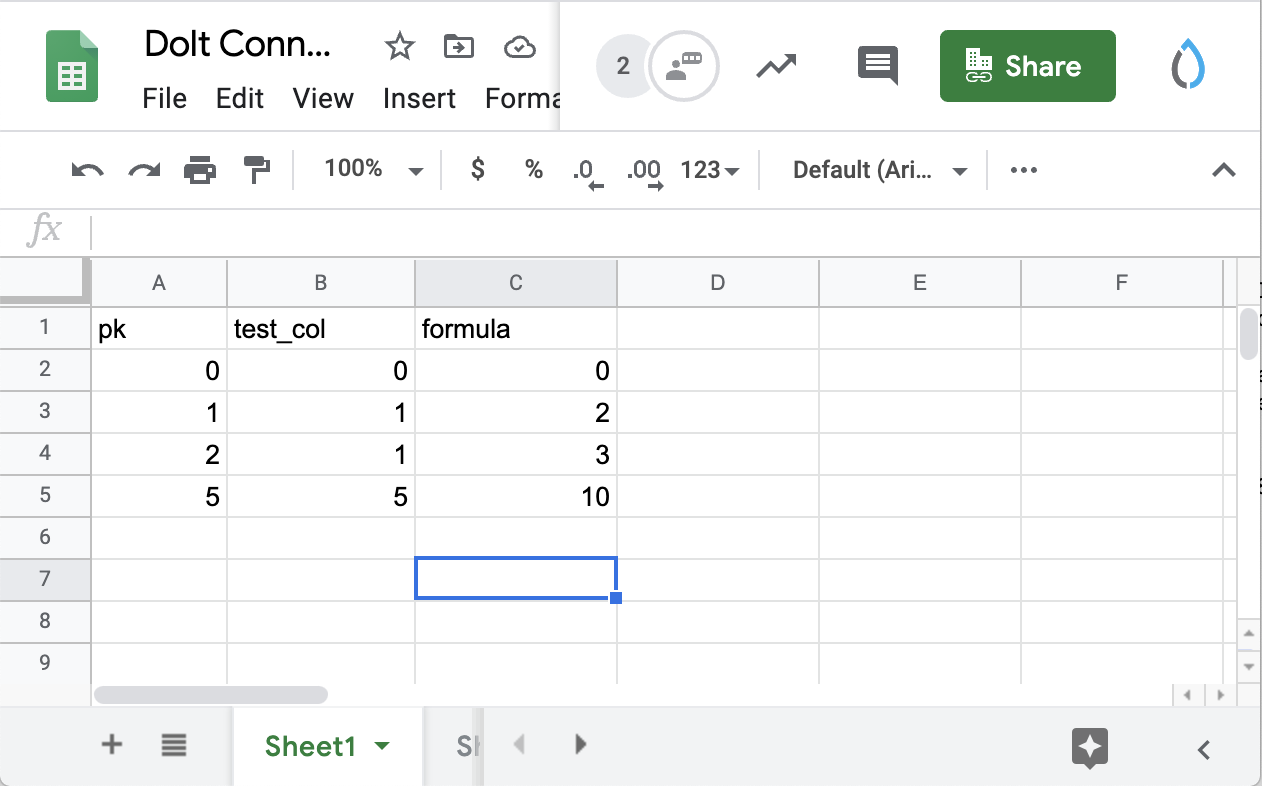 Dolt Conn...
2
Share
File Edit View Insert Forma
100% $ % .0 .00 123 Default (Ari...
fx
A B C D E F
1 pk test_col formula
2 0 0 0
3 1 1 2
4 2 1 3
5 5 5 10
6
7
8
9
Sheet1